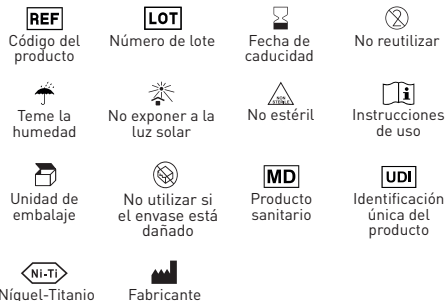 REF
LOT
Código del
producto
Número de lote
Fecha de
caducidad
No reutilizar
2
NON
STERILE
i
Teme la
humedad
No exponer a la
luz solar
No estéril
Instrucciones
de uso
MD
UDI
Unidad de
embalaje
No utilizar si
el envase está
dañado
Producto
sanitario
Identificación
única del
producto
Ni-Ti
Níquel-Titanio
Fabricante